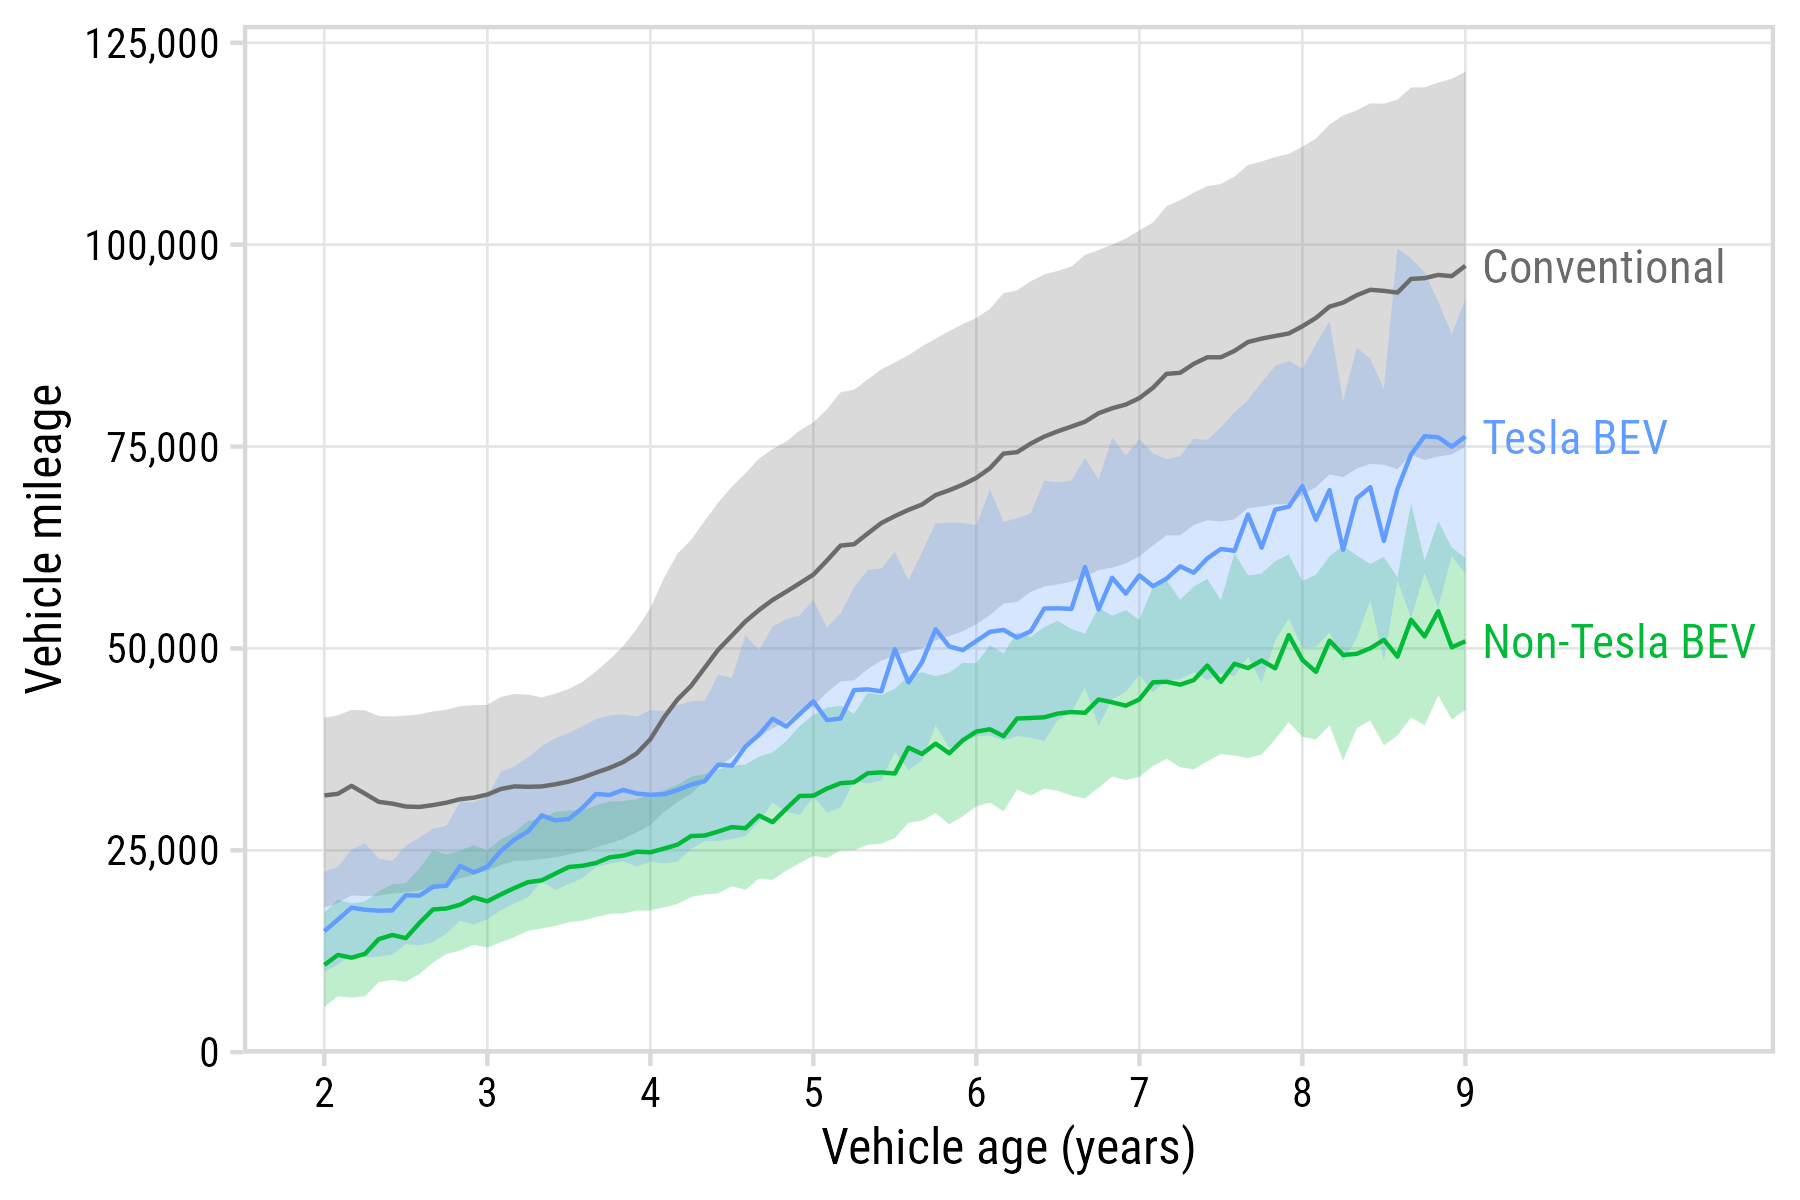 125,000
100,000
75,000
50,000
25,000
0
Vehicle mileage
Conventional
Tesla BEV
Non-Tesla BEV
2 3 4 5 6 7 8 9
Vehicle age (years)